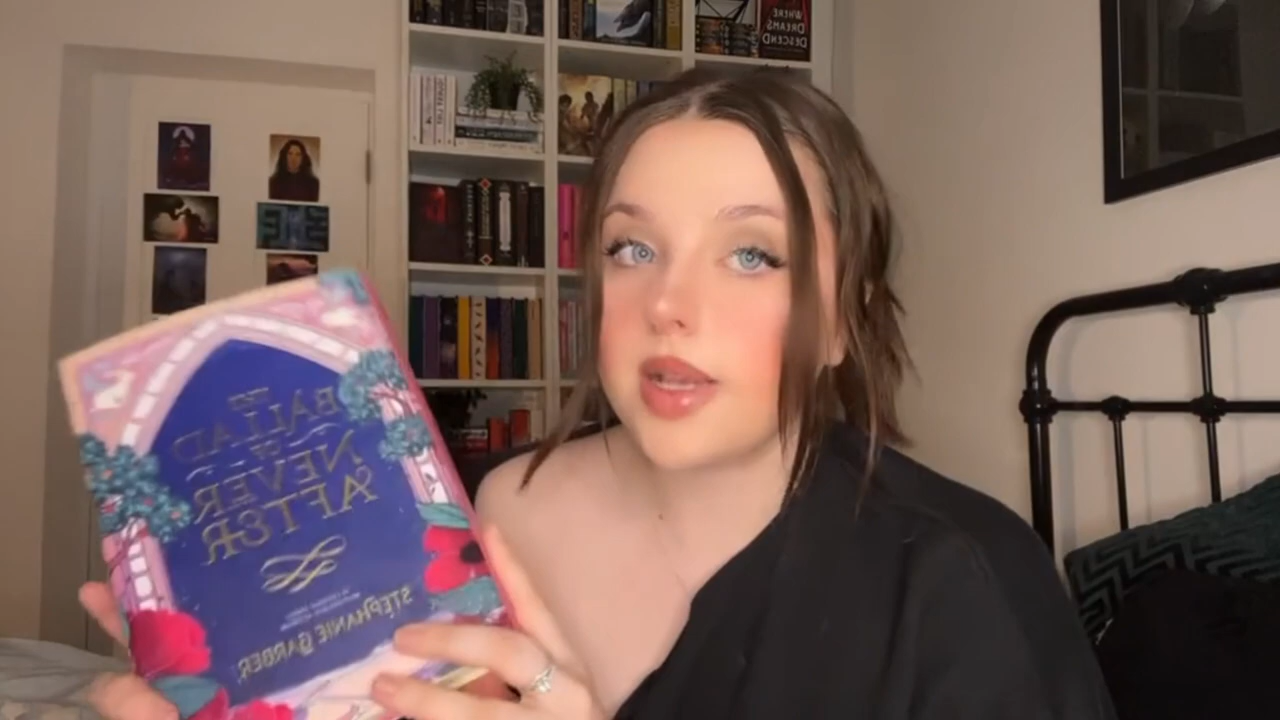 WHERE
DREAMS
DESCEND
THE
BALLAD
OF
NEVER
AFTER
STEPHANIE GARBER